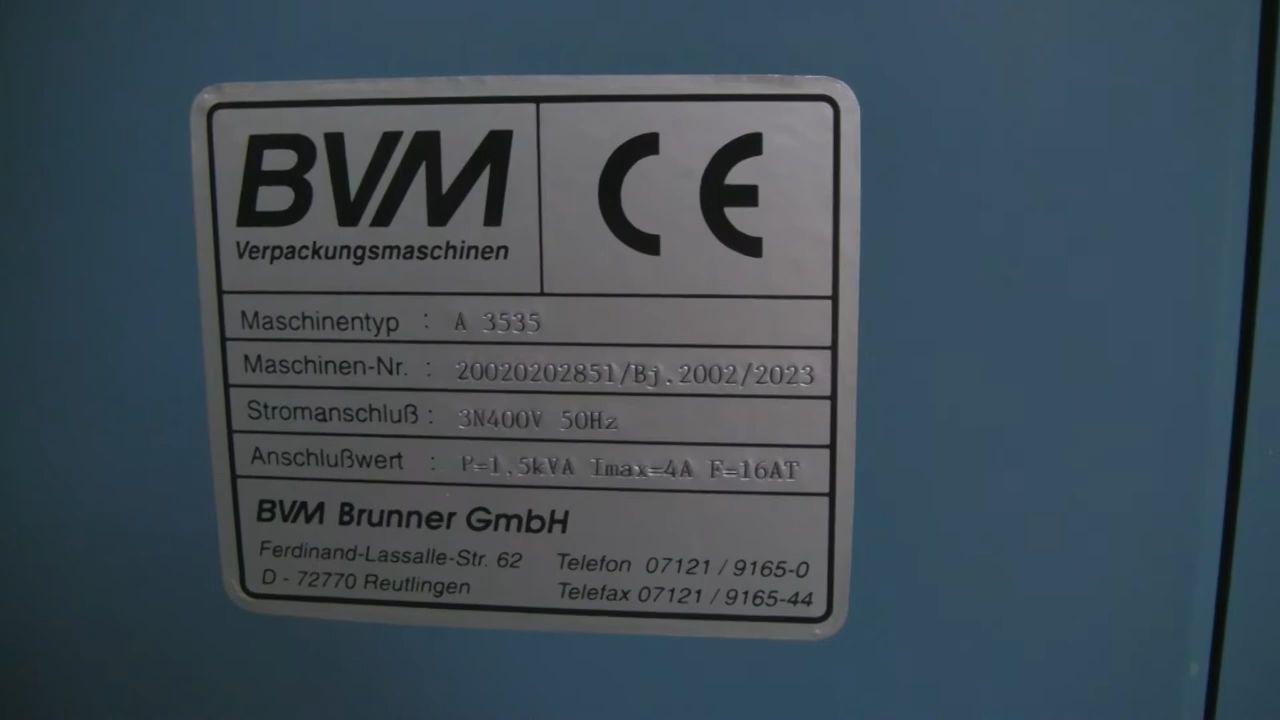 BVM
Verpackungsmaschinen
CE
Maschinentyp : A 3535
Maschinen-Nr. : 20020202851/Bj.2002/2023
Stromanschluß : 3N400V 50Hz
Anschlußwert : P=1,5kVA Imax=4A F=16AT
BVM Brunner GmbH
Ferdinand-Lassalle-Str. 62 Telefon 07121 / 9165-0
D - 72770 Reutlingen Telefax 07121 / 9165-44